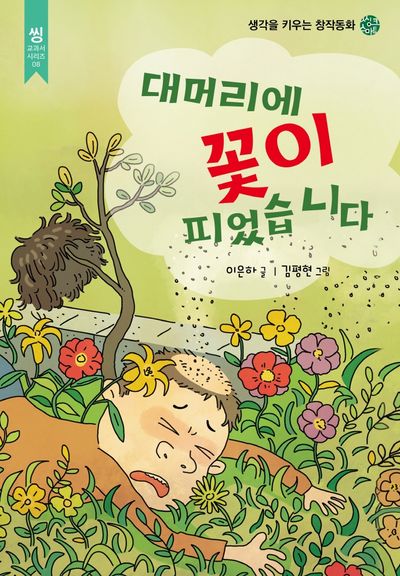 씽
교과서
시리즈
08
생각을 키우는 창작동화
대머리에
꽃이
피었습니다
이은하 글 | 김평현 그림